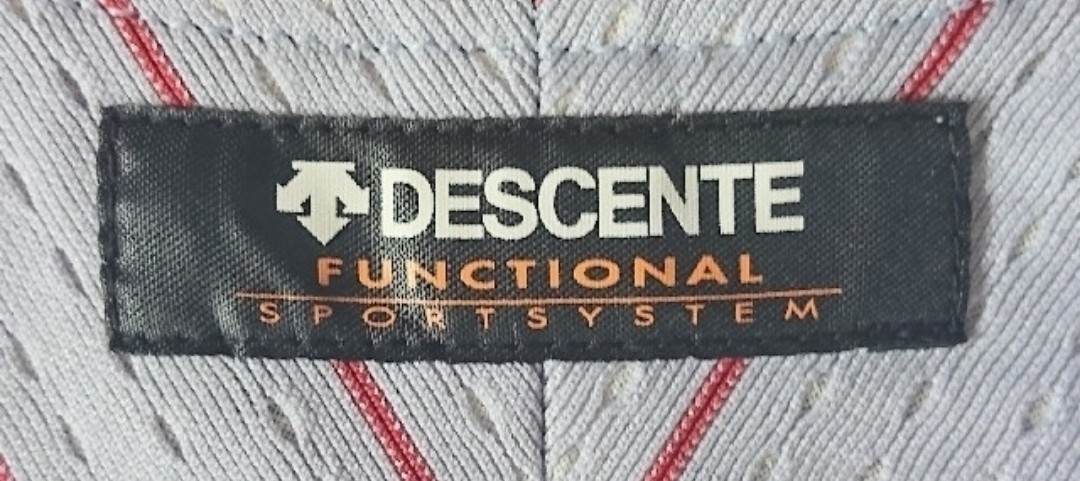 DESCENTE
FUNCTIONAL
SPORTSYSTEM